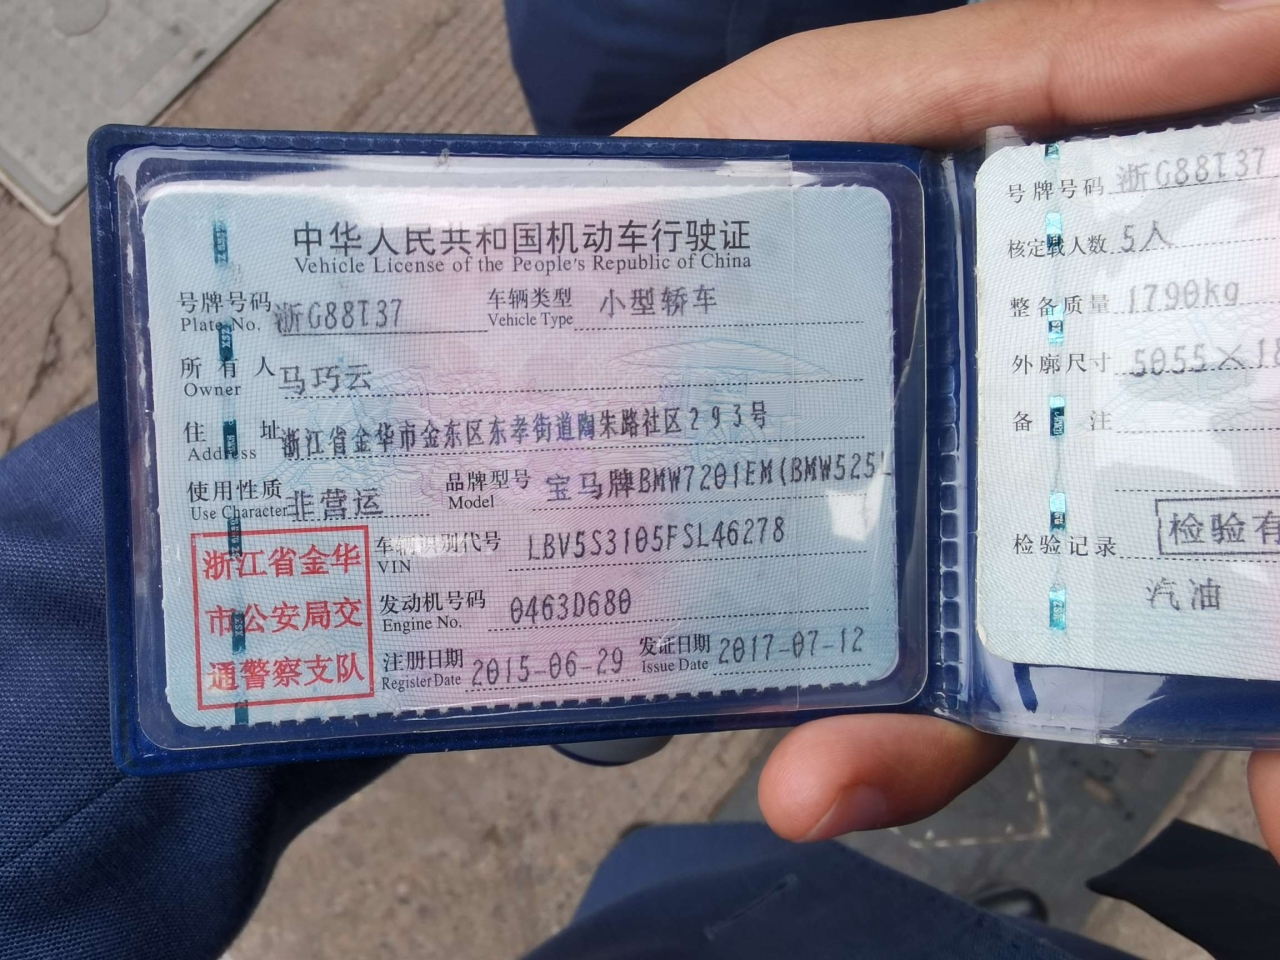 中华人民共和国机动车行驶证
Vehicle License of the People's Republic of China
号牌号码 浙G88I37 车辆类型 小型轿车
Plate No. Vehicle Type
所有人 马巧云
Owner
住址 浙江省金华市金东区东孝街道陶朱路社区293号
Address
使用性质 非营运 品牌型号 宝马牌BMW7201EM(BMW525L
Use Character Model
浙江省金华
市公安局交
通警察支队
车辆识别代号 LBV5S3105FSL46278
VIN
发动机号码 0463D680
Engine No.
注册日期 2015-06-29 发证日期 2017-07-12
Register Date Issue Date
号牌号码 浙G88I37
核定载人数 5人
整备质量 1790kg
外廓尺寸 5055×18
备注
检验记录 检验有
汽油